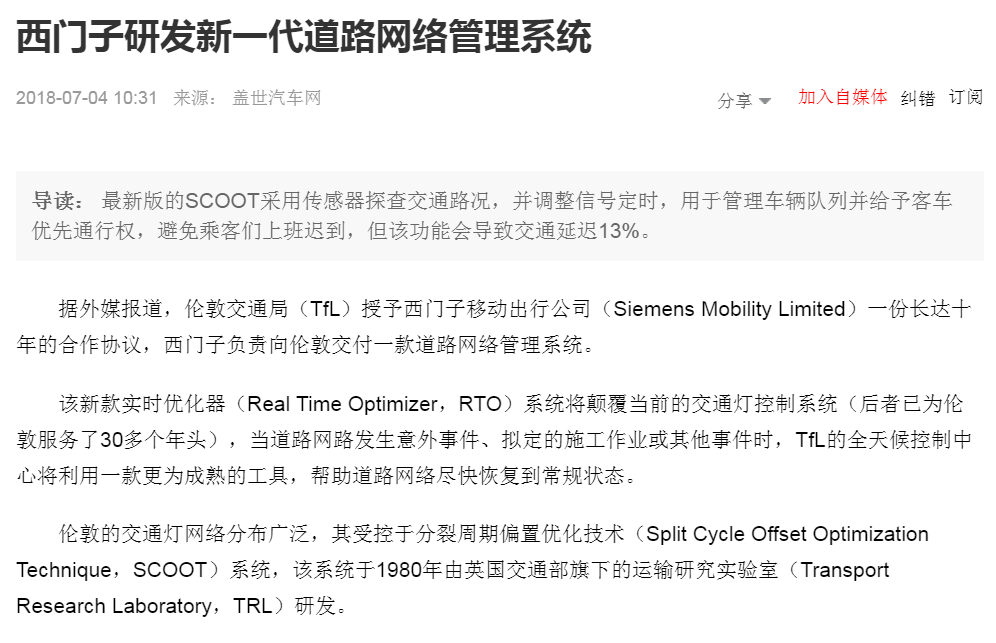 西门子研发新一代道路网络管理系统
2018-07-04 10:31 来源： 盖世汽车网
分享 加入自媒体 纠错 订阅
导读： 最新版的SCOOT采用传感器探查交通路况，并调整信号定时，用于管理车辆队列并给予客车
优先通行权，避免乘客们上班迟到，但该功能会导致交通延迟13%。
据外媒报道，伦敦交通局（TfL）授予西门子移动出行公司（Siemens Mobility Limited）一份长达十
年的合作协议，西门子负责向伦敦交付一款道路网络管理系统。
该新款实时优化器（Real Time Optimizer，RTO）系统将颠覆当前的交通灯控制系统（后者已为伦
敦服务了30多个年头），当道路网路发生意外事件、拟定的施工作业或其他事件时，TfL的全天候控制中
心将利用一款更为成熟的工具，帮助道路网络尽快恢复到常规状态。
伦敦的交通灯网络分布广泛，其受控于分裂周期偏置优化技术（Split Cycle Offset Optimization
Technique，SCOOT）系统，该系统于1980年由英国交通部旗下的运输研究实验室（Transport
Research Laboratory，TRL）研发。